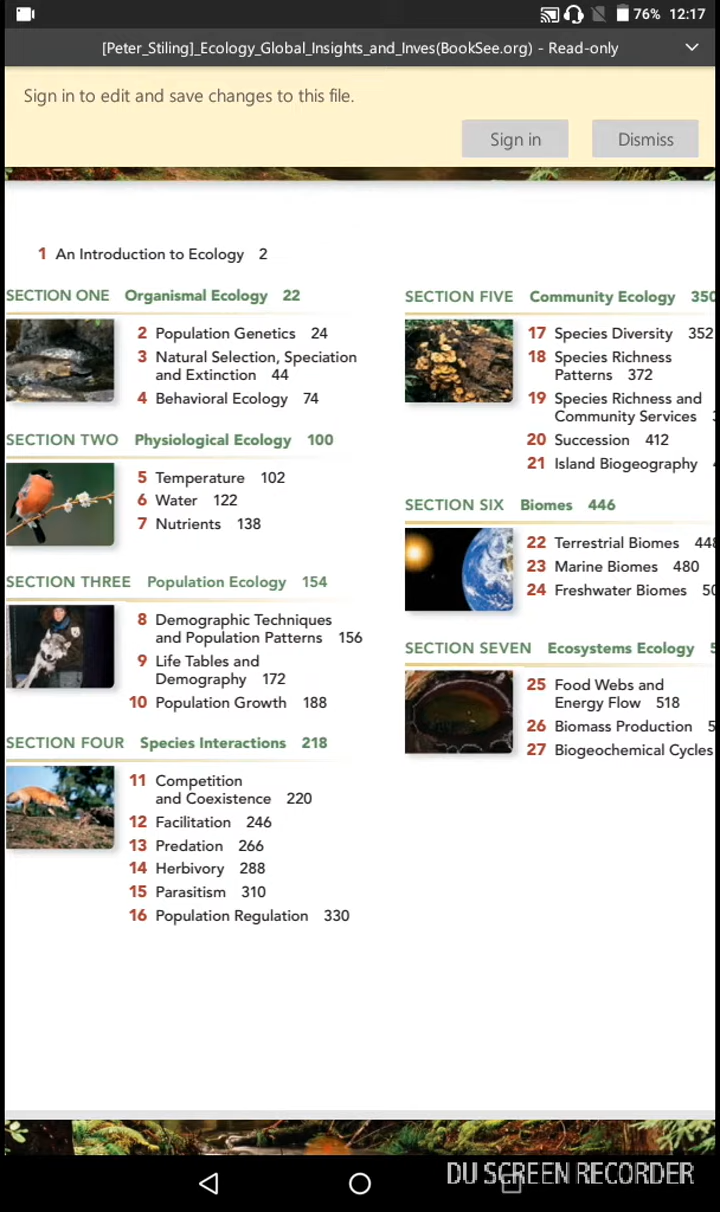 76% 12:17
[Peter_Stiling]_Ecology_Global_Insights_and_Inves(BookSee.org) - Read-only
Sign in to edit and save changes to this file.
Sign in Dismiss
1 An Introduction to Ecology 2
SECTION ONE Organismal Ecology 22
2 Population Genetics 24
3 Natural Selection, Speciation
and Extinction 44
4 Behavioral Ecology 74
SECTION TWO Physiological Ecology 100
5 Temperature 102
6 Water 122
7 Nutrients 138
SECTION THREE Population Ecology 154
8 Demographic Techniques
and Population Patterns 156
9 Life Tables and
Demography 172
10 Population Growth 188
SECTION FOUR Species Interactions 218
11 Competition
and Coexistence 220
12 Facilitation 246
13 Predation 266
14 Herbivory 288
15 Parasitism 310
16 Population Regulation 330
SECTION FIVE Community Ecology 350
17 Species Diversity 352
18 Species Richness
Patterns 372
19 Species Richness and
Community Services
20 Succession 412
21 Island Biogeography
SECTION SIX Biomes 446
22 Terrestrial Biomes 448
23 Marine Biomes 480
24 Freshwater Biomes
SECTION SEVEN Ecosystems Ecology
25 Food Webs and
Energy Flow 518
26 Biomass Production
27 Biogeochemical Cycles
DU SCREEN RECORDER